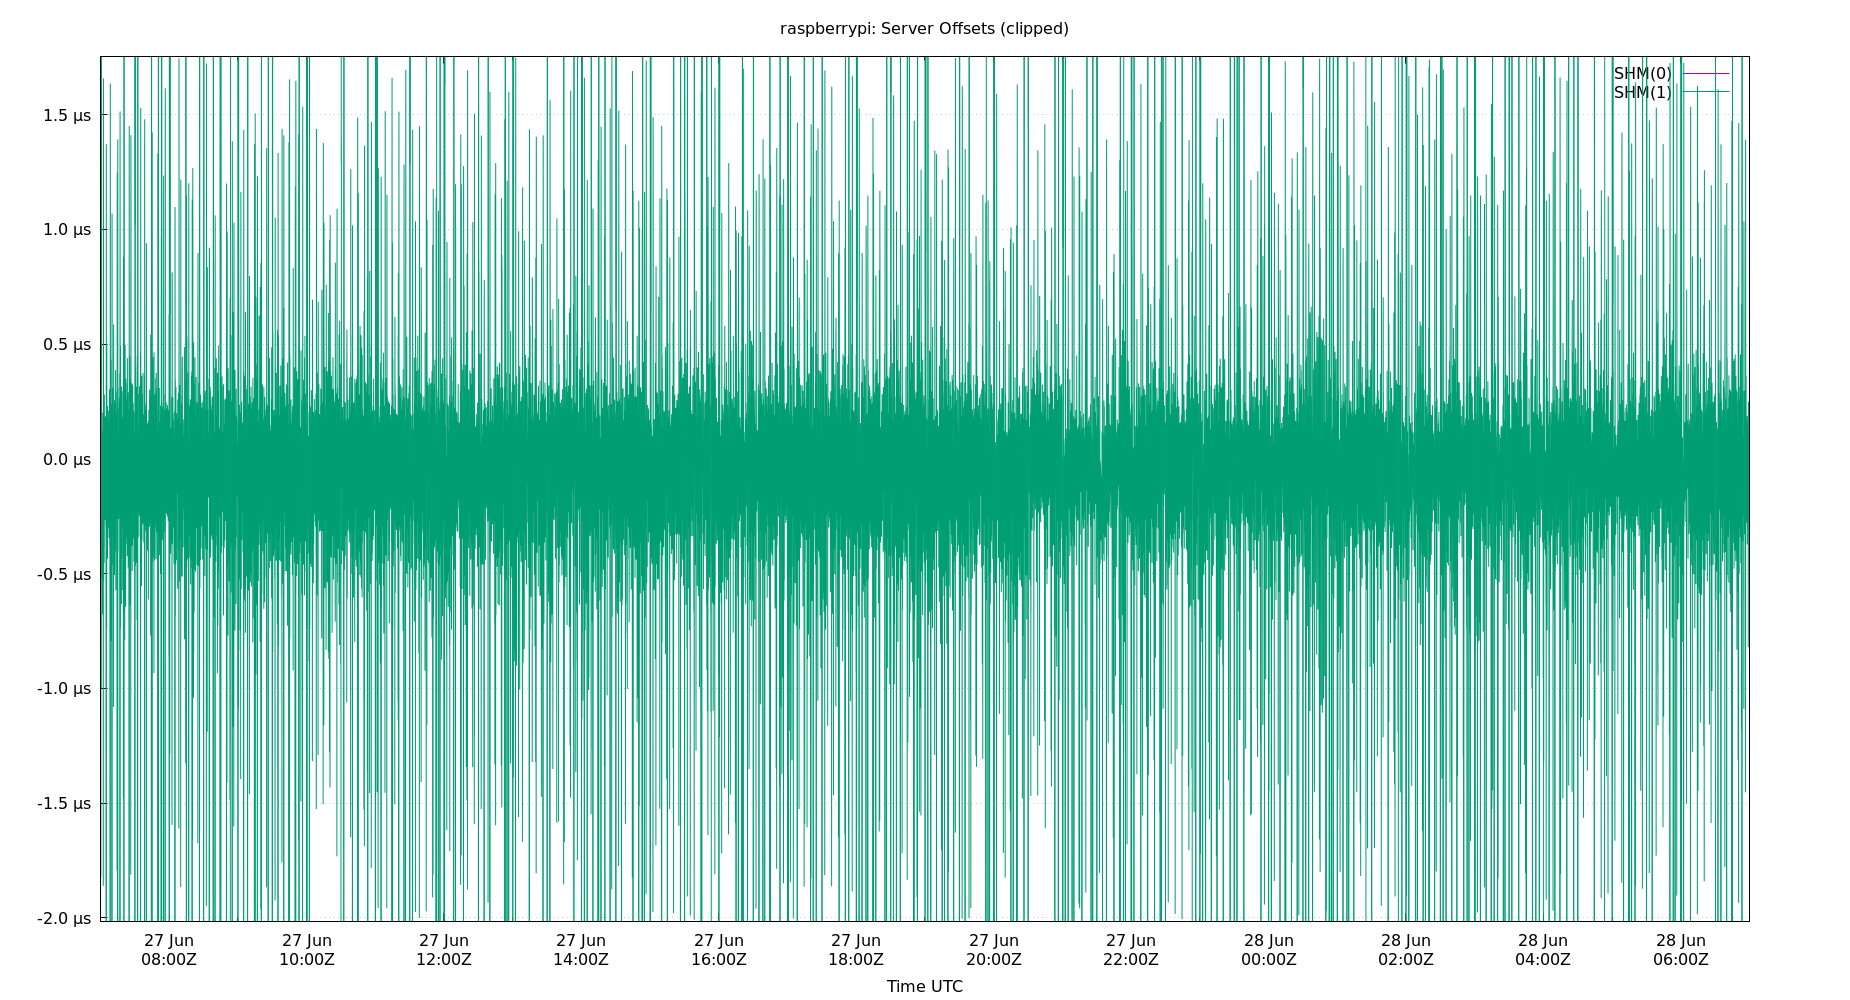 raspberrypi: Server Offsets (clipped)
SHM(0)
SHM(1)
1.5 µs
1.0 µs
0.5 µs
0.0 µs
-0.5 µs
-1.0 µs
-1.5 µs
-2.0 µs
27 Jun 27 Jun 27 Jun 27 Jun 27 Jun 27 Jun 27 Jun 27 Jun 28 Jun 28 Jun 28 Jun 28 Jun
08:00Z 10:00Z 12:00Z 14:00Z 16:00Z 18:00Z 20:00Z 22:00Z 00:00Z 02:00Z 04:00Z 06:00Z
Time UTC